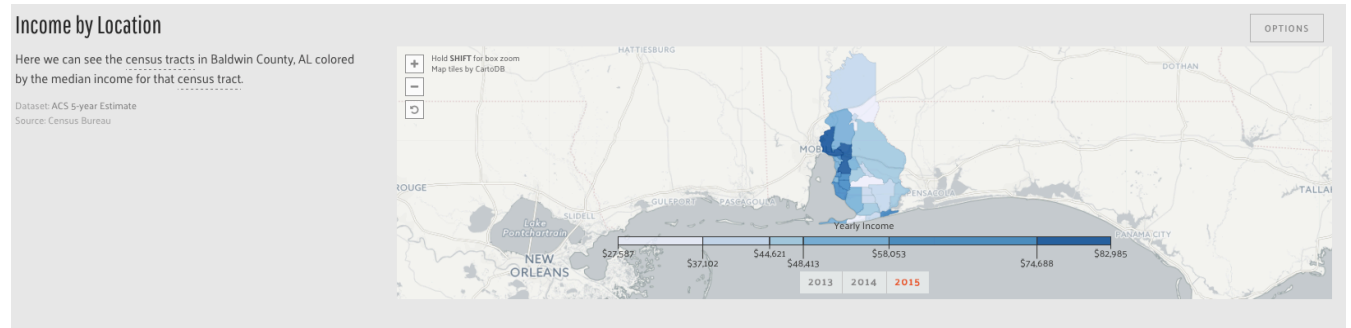 Income by Location
OPTIONS
Here we can see the census tracts in Baldwin County, AL colored
by the median income for that census tract.
Dataset: ACS 5-year Estimate
Source: Census Bureau
+
Hold SHIFT for box zoom
Map tiles by CartoDB
−
HATTIESBURG
DOTHAN
MOB
ROUGE
GULFPORT
PASCAGOULA
ENSACOLA
TALLA
SLIDELL
Lake
Pontchartrain
PANAMA CITY
NEW
ORLEANS
Yearly Income
$27,587
$37,102
$44,621
$48,413
$58,053
$74,688
$82,985
2013
2014
2015